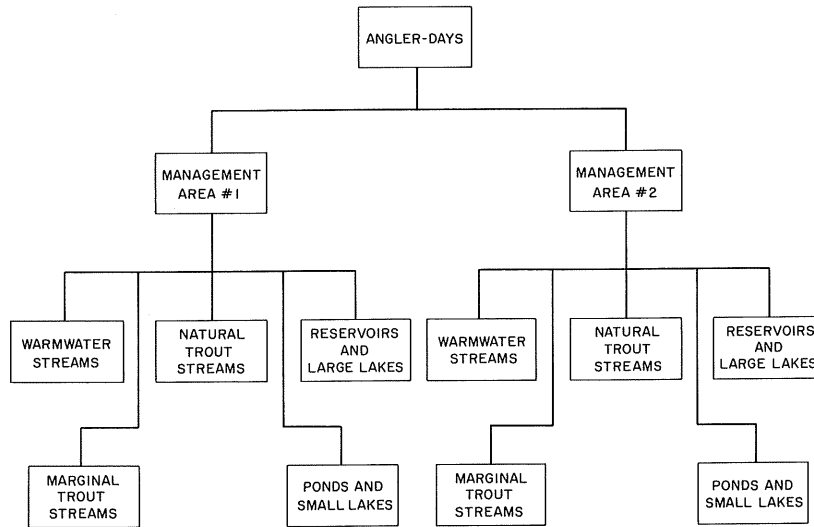 ANGLER-DAYS
MANAGEMENT
AREA #1
MANAGEMENT
AREA #2
WARMWATER
STREAMS
NATURAL
TROUT
STREAMS
RESERVOIRS
AND
LARGE LAKES
WARMWATER
STREAMS
NATURAL
TROUT
STREAMS
RESERVOIRS
AND
LARGE LAKES
MARGINAL
TROUT
STREAMS
PONDS AND
SMALL LAKES
MARGINAL
TROUT
STREAMS
PONDS AND
SMALL LAKES